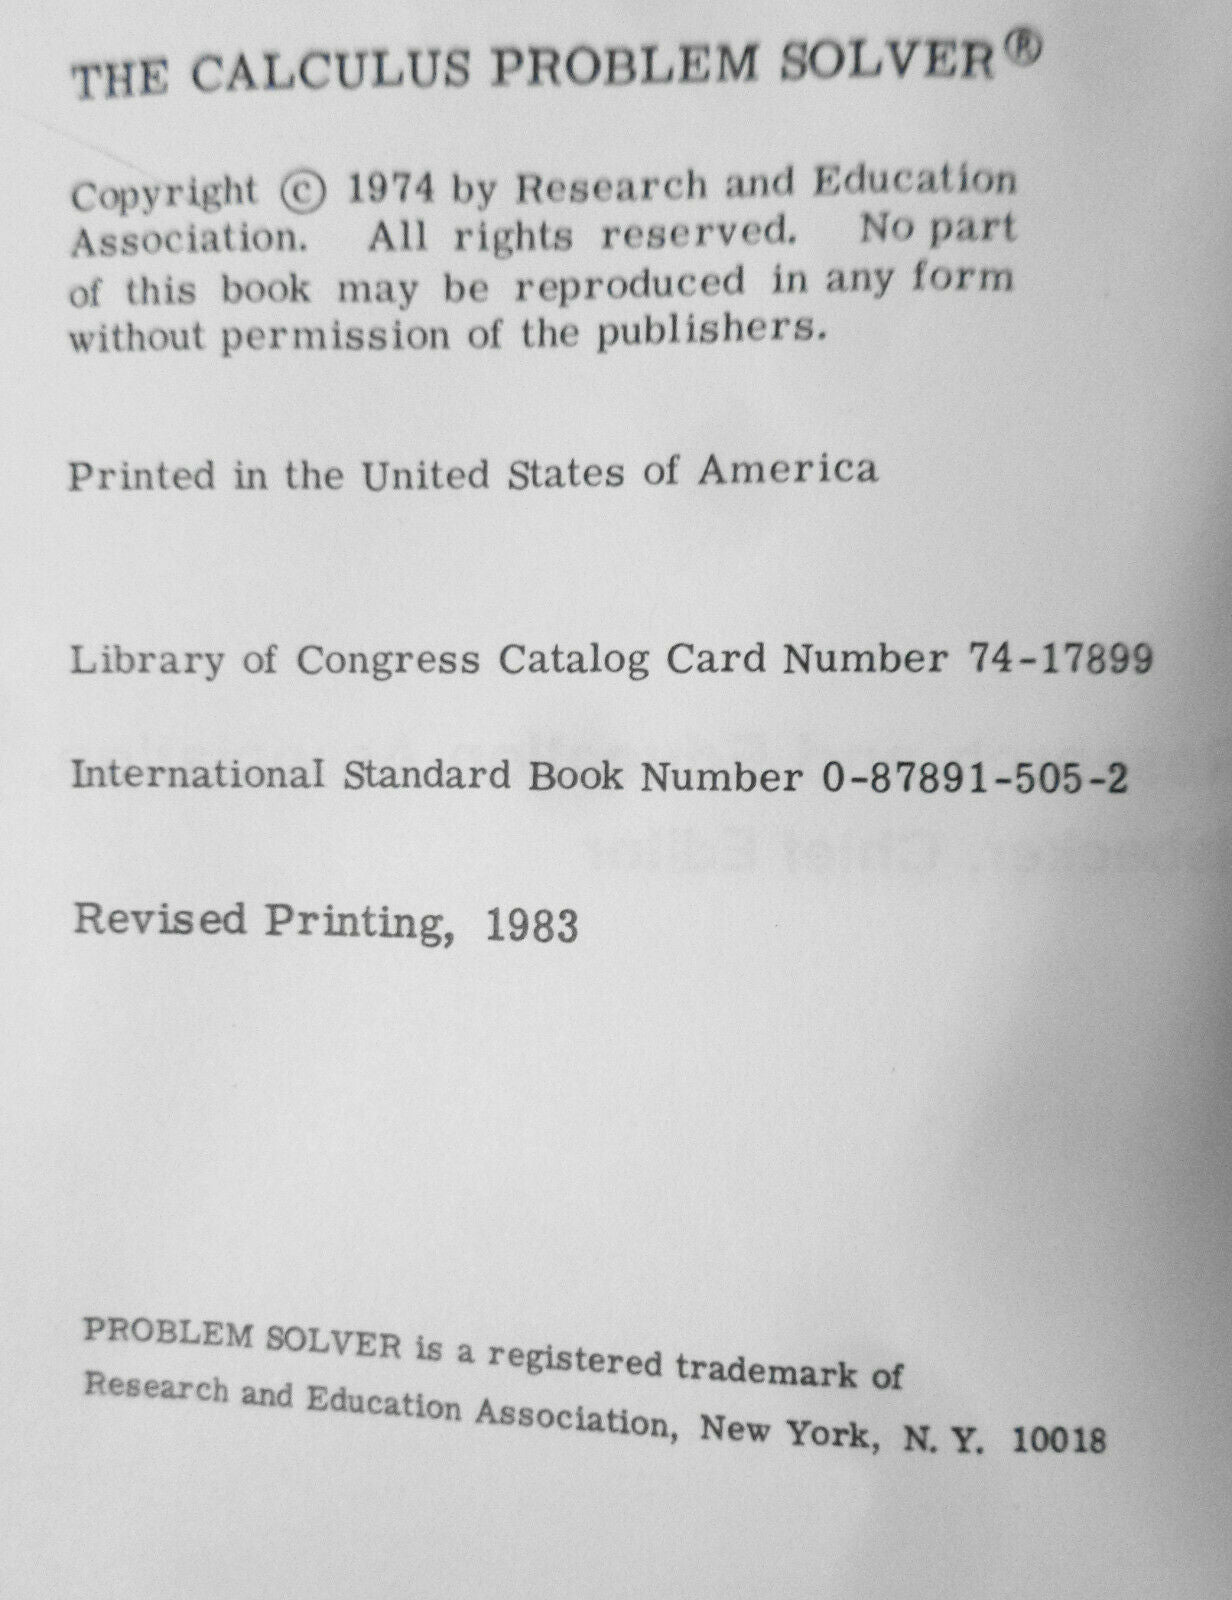 THE CALCULUS PROBLEM SOLVER®
Copyright © 1974 by Research and Education
Association. All rights reserved. No part
of this book may be reproduced in any form
without permission of the publishers.
Printed in the United States of America
Library of Congress Catalog Card Number 74-17899
International Standard Book Number 0-87891-505-2
Revised Printing, 1983
PROBLEM SOLVER is a registered trademark of
Research and Education Association, New York, N. Y. 10018